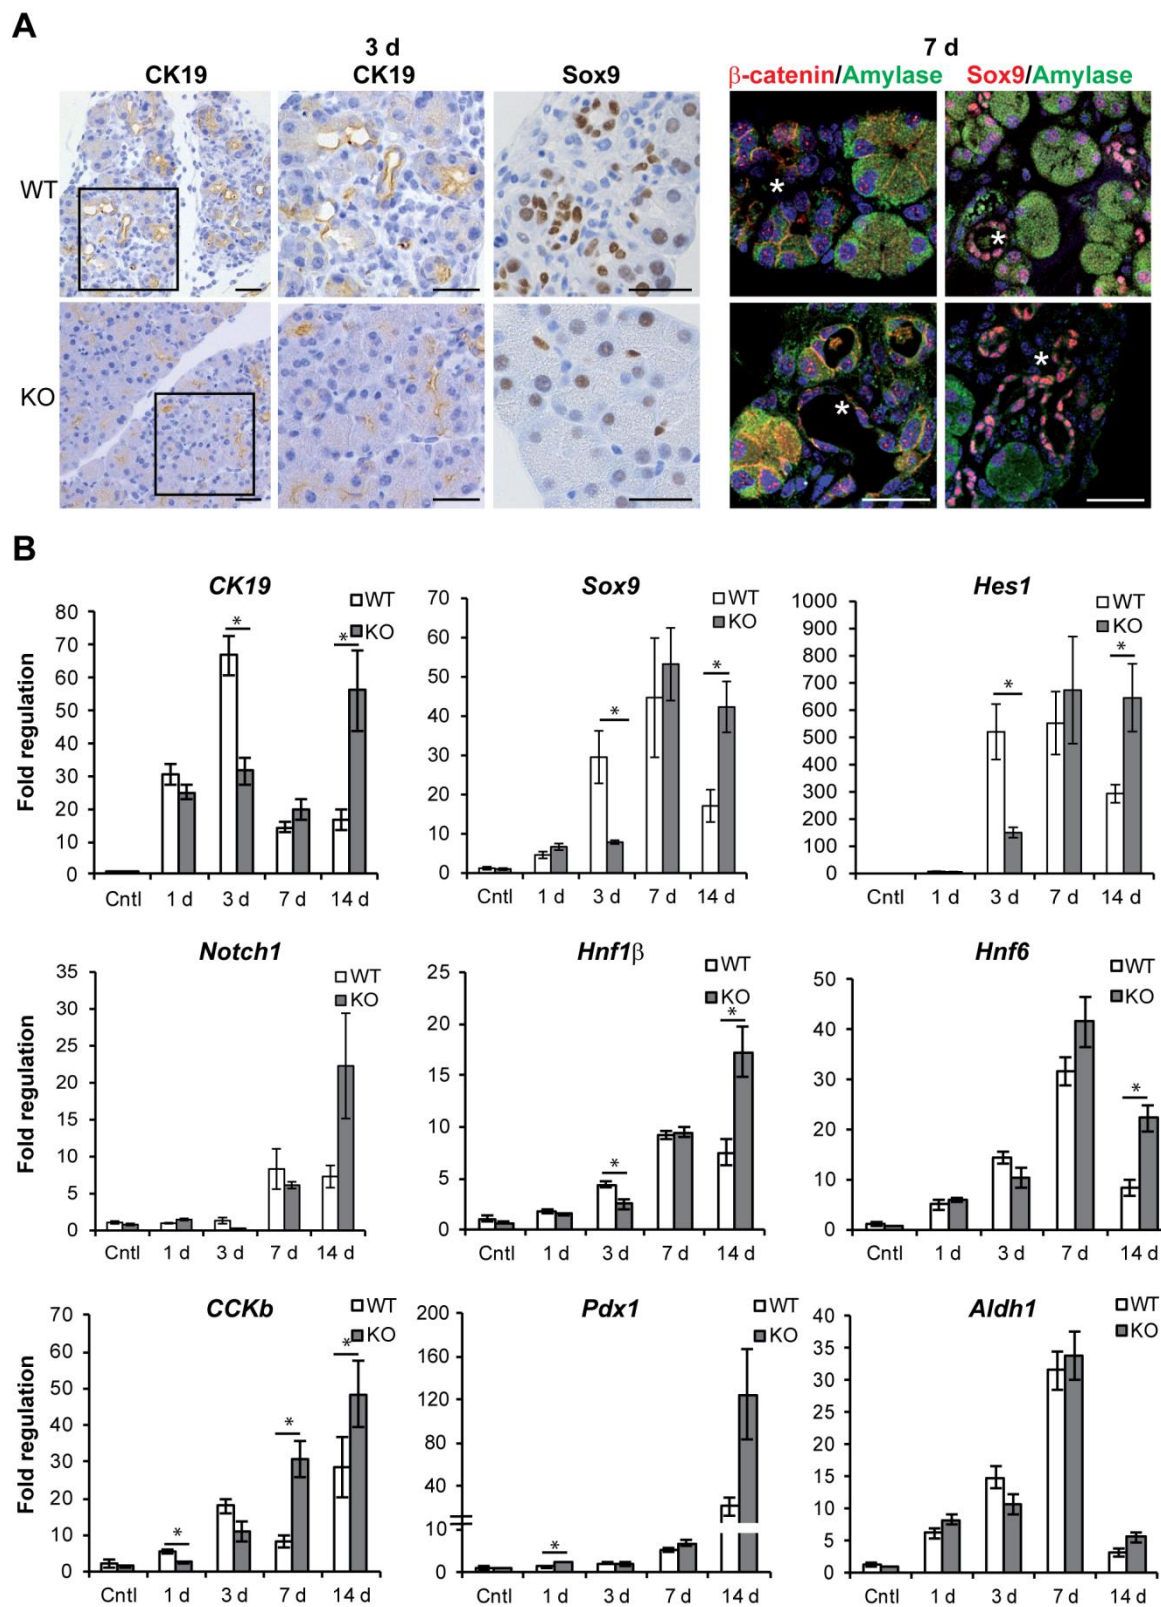 A
3 d
7 d
CK19 CK19 Sox9 β-catenin/Amylase Sox9/Amylase
WT
*
*
KO
*
*
B
CK19
Sox9
Hes1
Fold regulation
80
70
60
50
40
30
20
10
0
Cntl 1 d 3 d 7 d 14 d
WT
KO
*
*
70
60
50
40
30
20
10
0
Cntl 1 d 3 d 7 d 14 d
WT
KO
*
*
1000
900
800
700
600
500
400
300
200
100
0
Cntl 1 d 3 d 7 d 14 d
WT
KO
*
*
Notch1
Hnf1β
Hnf6
Fold regulation
35
30
25
20
15
10
5
0
Cntl 1 d 3 d 7 d 14 d
WT
KO
25
20
15
10
5
0
Cntl 1 d 3 d 7 d 14 d
WT
KO
*
*
50
40
30
20
10
0
Cntl 1 d 3 d 7 d 14 d
WT
KO
*
CCKb
Pdx1
Aldh1
Fold regulation
70
60
50
40
30
20
10
0
Cntl 1 d 3 d 7 d 14 d
WT
KO
*
*
*
200
160
120
80
40
10
0
Cntl 1 d 3 d 7 d 14 d
WT
KO
*
40
35
30
25
20
15
10
5
0
Cntl 1 d 3 d 7 d 14 d
WT
KO